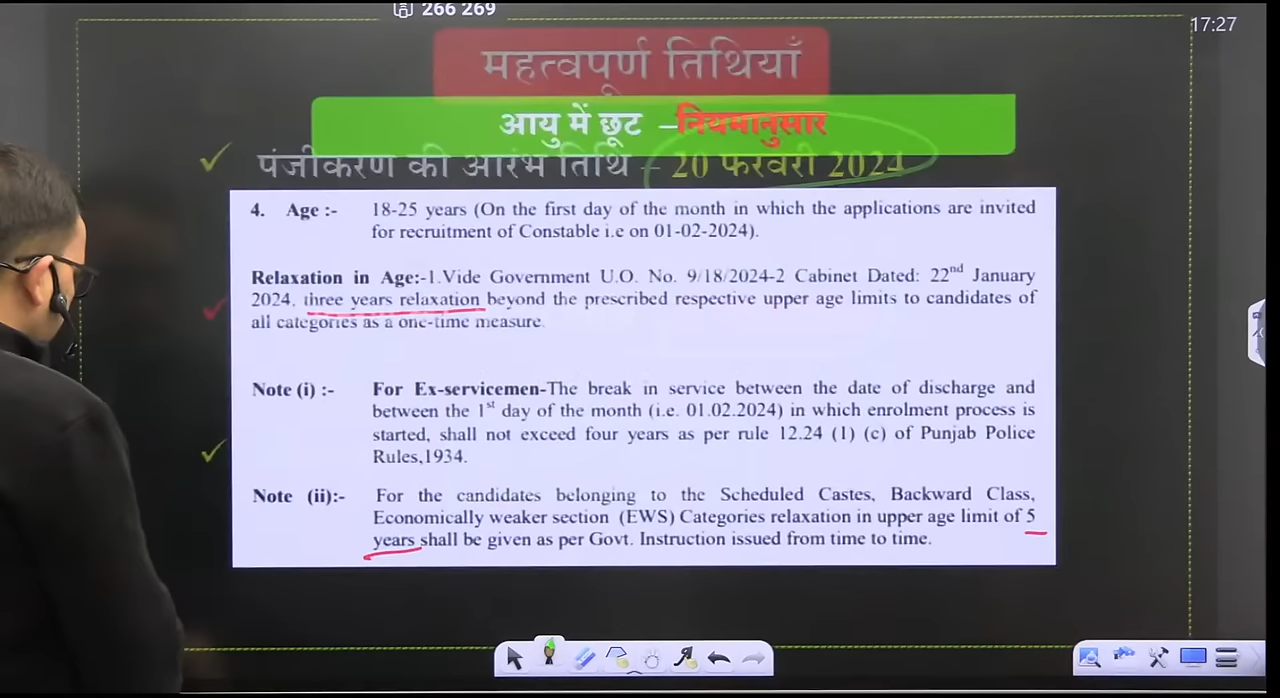 266 269
17:27
महत्वपूर्ण तिथियाँ
आयु में छूट –नियमानुसार
पंजीकरण की आरंभ तिथि – 20 फरवरी 2024
4. Age :- 18-25 years (On the first day of the month in which the applications are invited
for recruitment of Constable i.e on 01-02-2024).
Relaxation in Age:-1.Vide Government U.O. No. 9/18/2024-2 Cabinet Dated: 22nd January
2024, three years relaxation beyond the prescribed respective upper age limits to candidates of
all categories as a one-time measure.
Note (i) :- For Ex-servicemen-The break in service between the date of discharge and
between the 1st day of the month (i.e. 01.02.2024) in which enrolment process is
started, shall not exceed four years as per rule 12.24 (1) (c) of Punjab Police
Rules,1934.
Note (ii):- For the candidates belonging to the Scheduled Castes, Backward Class,
Economically weaker section (EWS) Categories relaxation in upper age limit of 5
years shall be given as per Govt. Instruction issued from time to time.